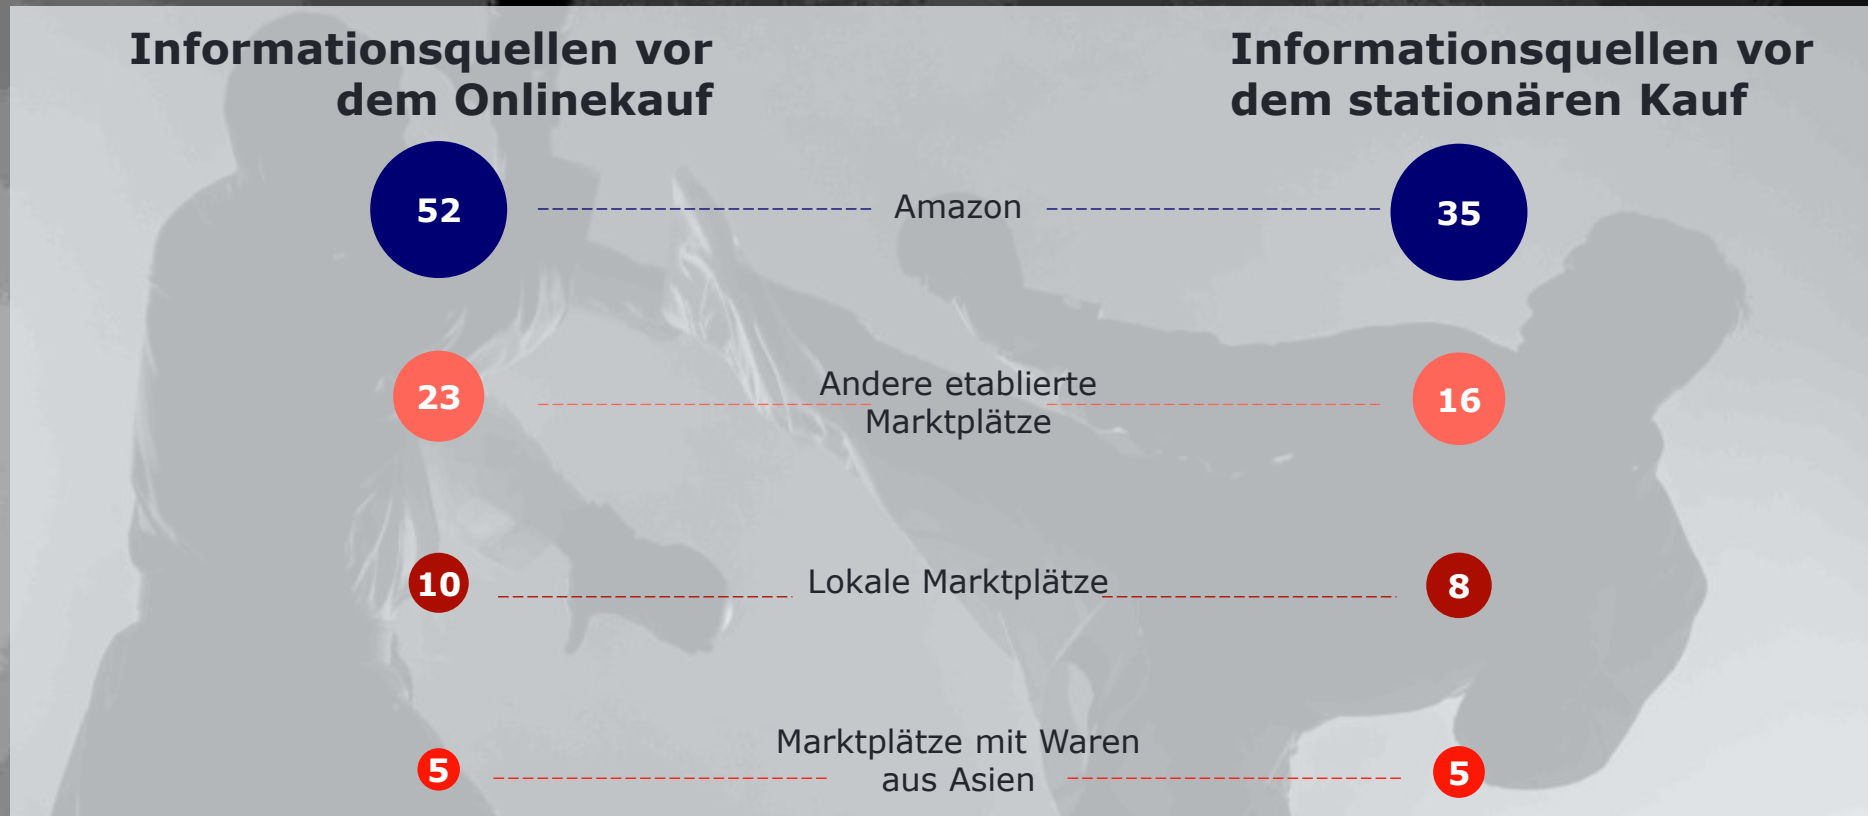 Informationsquellen vor
dem Onlinekauf
Informationsquellen vor
dem stationären Kauf
52
Amazon
35
23
Andere etablierte
Marktplätze
16
10
Lokale Marktplätze
8
5
Marktplätze mit Waren
aus Asien
5